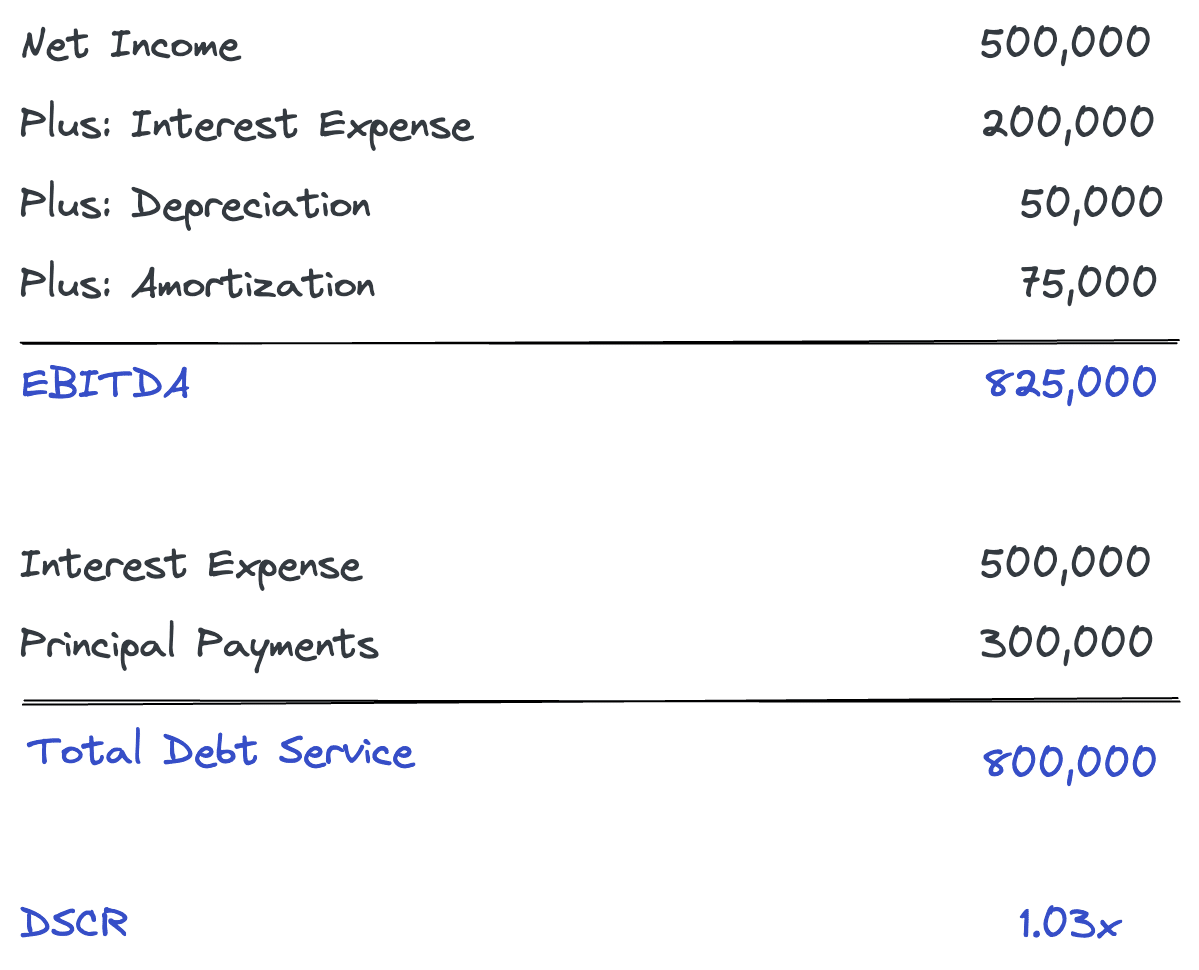 Net Income 500,000
Plus: Interest Expense 200,000
Plus: Depreciation 50,000
Plus: Amortization 75,000
EBITDA 825,000
Interest Expense 500,000
Principal Payments 300,000
Total Debt Service 800,000
DSCR 1.03x